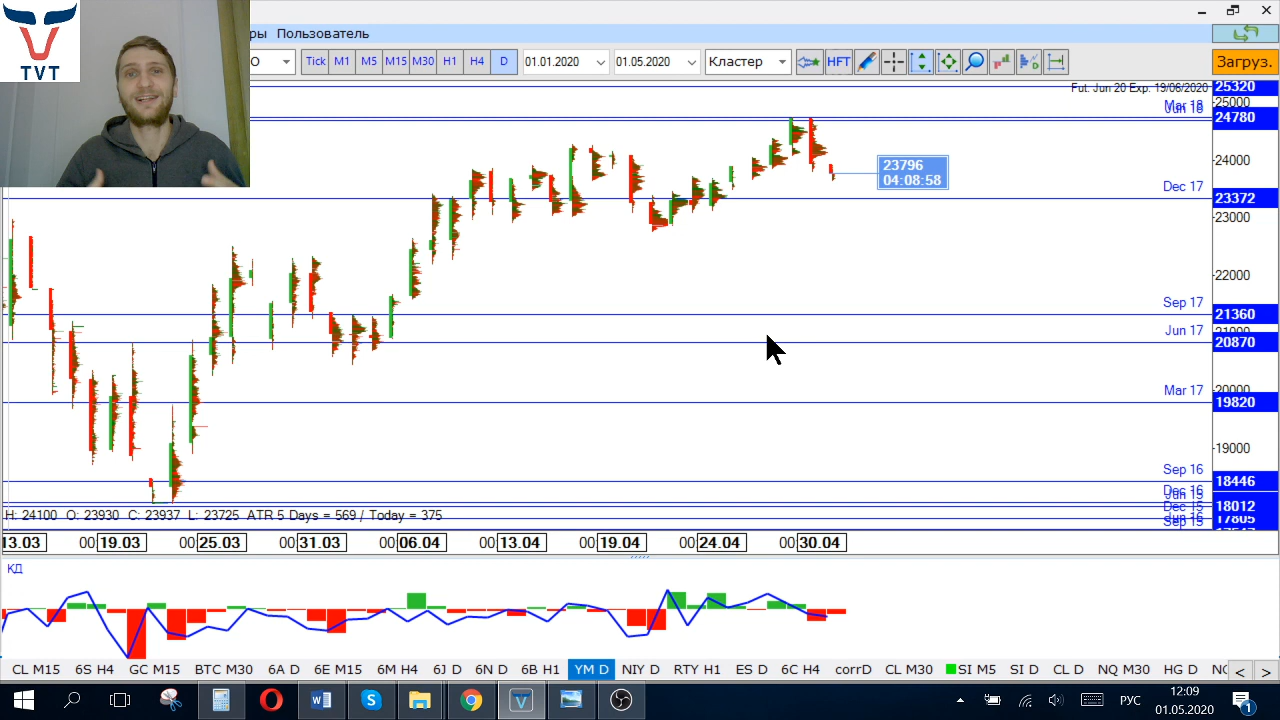 TVT
ры Пользователь
О Tick M1 M5 M15 M30 H1 H4 D 01.01.2020 01.05.2020 Кластер HFT Загруз.
Fut. Jun 20 Exp. 19/06/2020
25320
25000
Jun 18
24780
24000
23796
04:08:58
Dec 17
23372
23000
22000
Sep 17
21360
Jun 17
20870
20000
Mar 17
19820
19000
Sep 16
18446
Dec 16
18012
Dec 15
17805
Sep 15
H: 24100 O: 23930 C: 23937 L: 23725 ATR 5 Days = 569 / Today = 375
13.03 00 19.03 00 25.03 00 31.03 00 06.04 00 13.04 00 19.04 00 24.04 00 30.04
КД
CL M15 6S H4 GC M15 BTC M30 6A D 6E M15 6M H4 6J D 6N D 6B H1 YM D NIY D RTY H1 ES D 6C H4 corrD CL M30 SI M5 SI D CL D NQ M30 HG D < >
РУС 12:09
01.05.2020 1